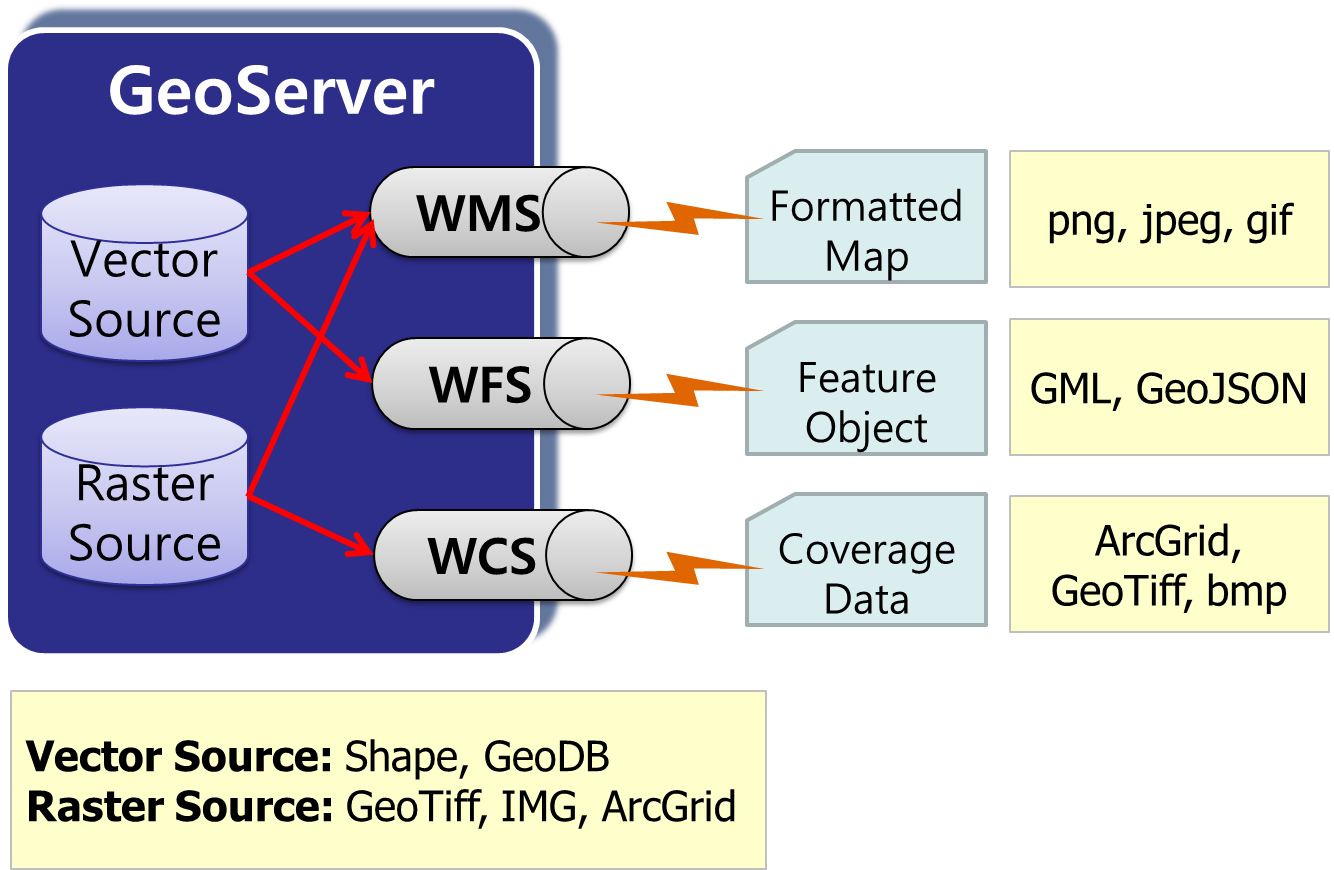 GeoServer
Vector
Source
Raster
Source
WMS
WFS
WCS
Formatted
Map
png, jpeg, gif
Feature
Object
GML, GeoJSON
Coverage
Data
ArcGrid,
GeoTiff, bmp
Vector Source: Shape, GeoDB
Raster Source: GeoTiff, IMG, ArcGrid